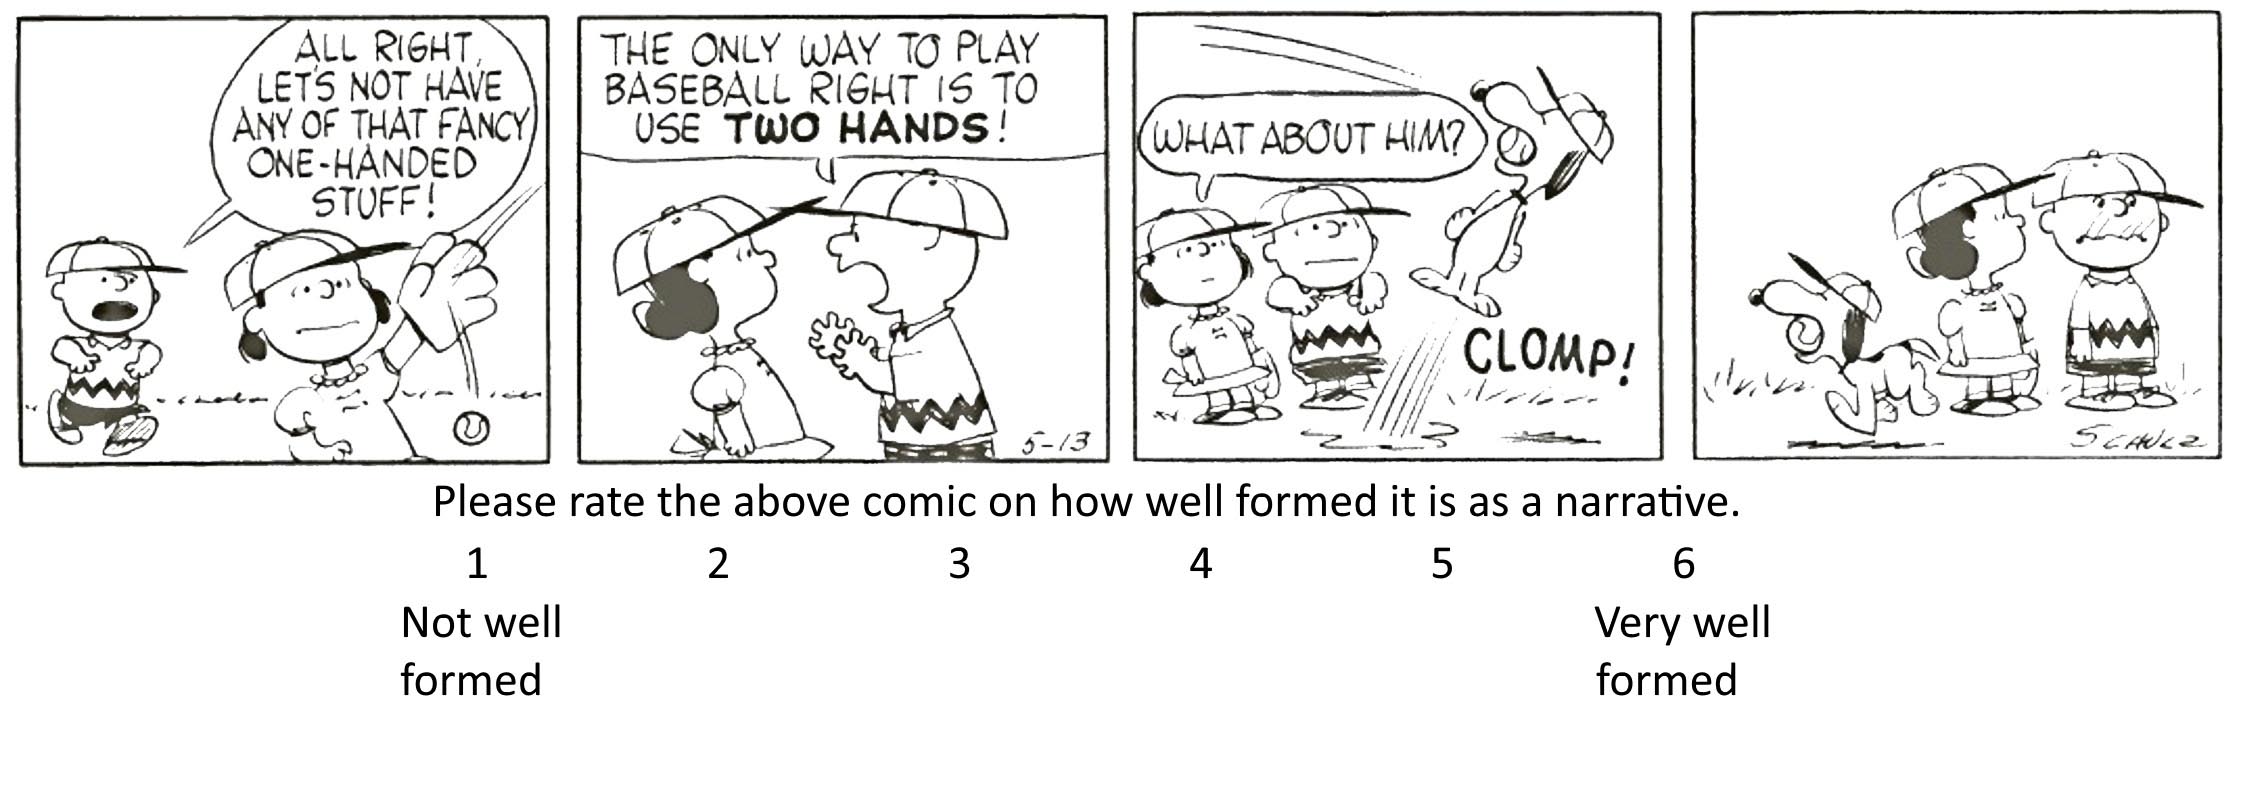 ALL RIGHT,
LET'S NOT HAVE
ANY OF THAT FANCY
ONE-HANDED
STUFF!
THE ONLY WAY TO PLAY
BASEBALL RIGHT IS TO
USE TWO HANDS!
5-13
WHAT ABOUT HIM?
CLOMP!
SCHULZ
Please rate the above comic on how well formed it is as a narrative.
1 2 3 4 5 6
Not well
formed
Very well
formed